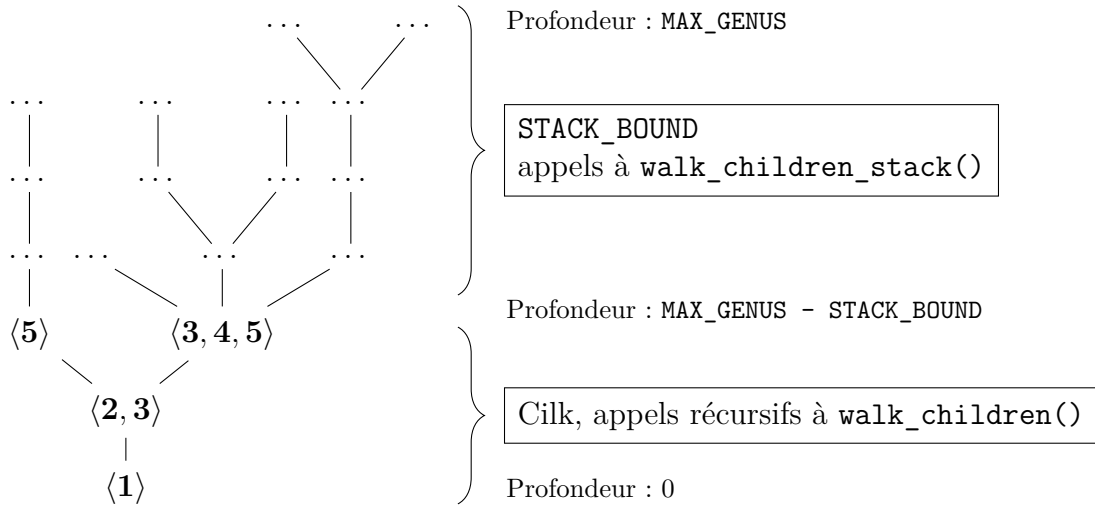 ... ...
Profondeur : MAX_GENUS
... ... ... ...
STACK_BOUND
appels à walk_children_stack()
... ... ... ...
... ... ... ...
Profondeur : MAX_GENUS - STACK_BOUND
⟨5⟩ ⟨3, 4, 5⟩
⟨2, 3⟩
Cilk, appels récursifs à walk_children()
⟨1⟩
Profondeur : 0